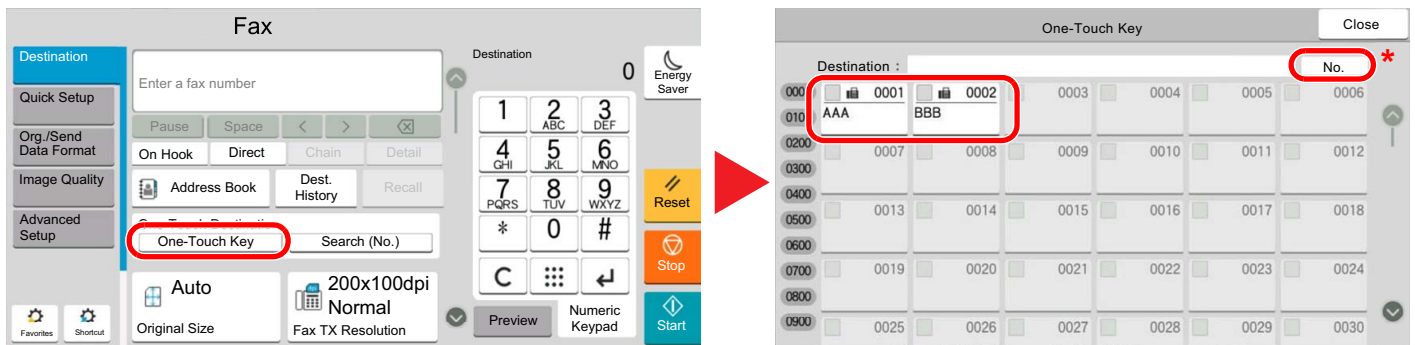 Fax
Destination
Quick Setup
Org./Send
Data Format
Image Quality
Advanced
Setup
Favorites
Shortcut
Enter a fax number
Pause
Space
<
>
On Hook
Direct
Chain
Detail
Address Book
Dest.
History
Recall
One-Touch Destination
One-Touch Key
Search (No.)
Auto
Original Size
200x100dpi
Normal
Fax TX Resolution
Destination
0
1
2
ABC
3
DEF
4
GHI
5
JKL
6
MNO
7
PQRS
8
TUV
9
WXYZ
*
0
#
C
Preview
Numeric
Keypad
Energy
Saver
Reset
Stop
Start
One-Touch Key
Close
Destination :
No.
*
0100
0200
0300
0400
0500
0600
0700
0800
0900
0001 0002 0003 0004 0005 0006
AAA BBB
0007 0008 0009 0010 0011 0012
0013 0014 0015 0016 0017 0018
0019 0020 0021 0022 0023 0024
0025 0026 0027 0028 0029 0030